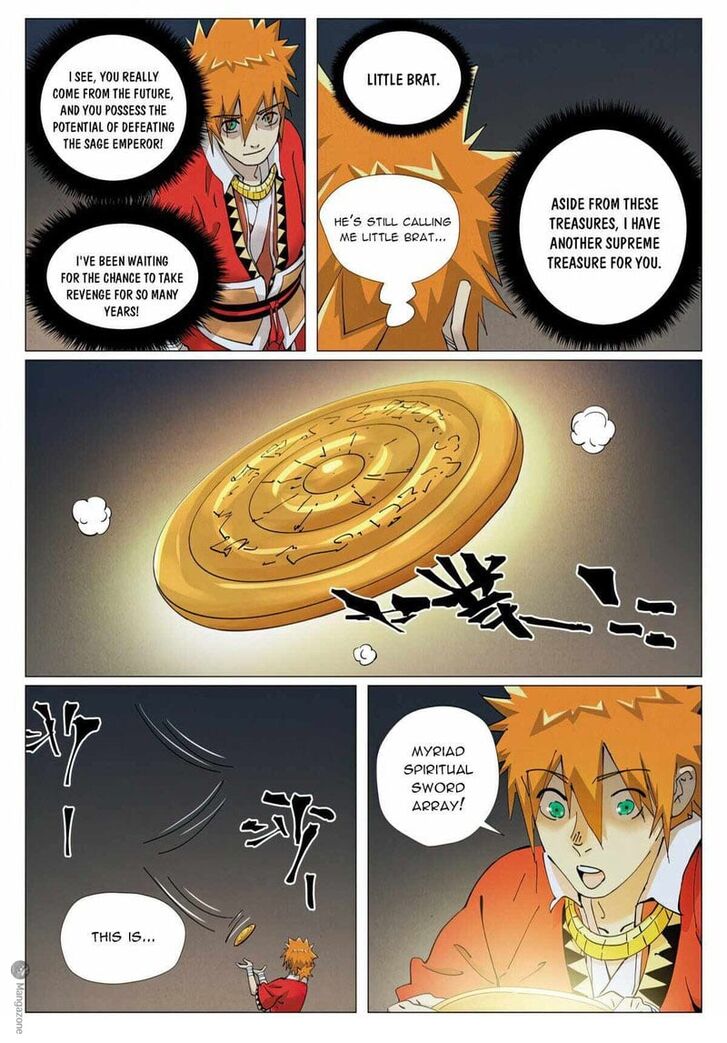 I SEE, YOU REALLY
COME FROM THE FUTURE,
AND YOU POSSESS THE
POTENTIAL OF DEFEATING
THE SAGE EMPEROR!
I'VE BEEN WAITING
FOR THE CHANCE TO TAKE
REVENGE FOR SO MANY
YEARS!
LITTLE BRAT.
HE'S STILL CALLING
ME LITTLE BRAT...
ASIDE FROM THESE
TREASURES, I HAVE
ANOTHER SUPREME
TREASURE FOR YOU.
THIS IS...
MYRIAD
SPIRITUAL
SWORD
ARRAY!
Mangazone